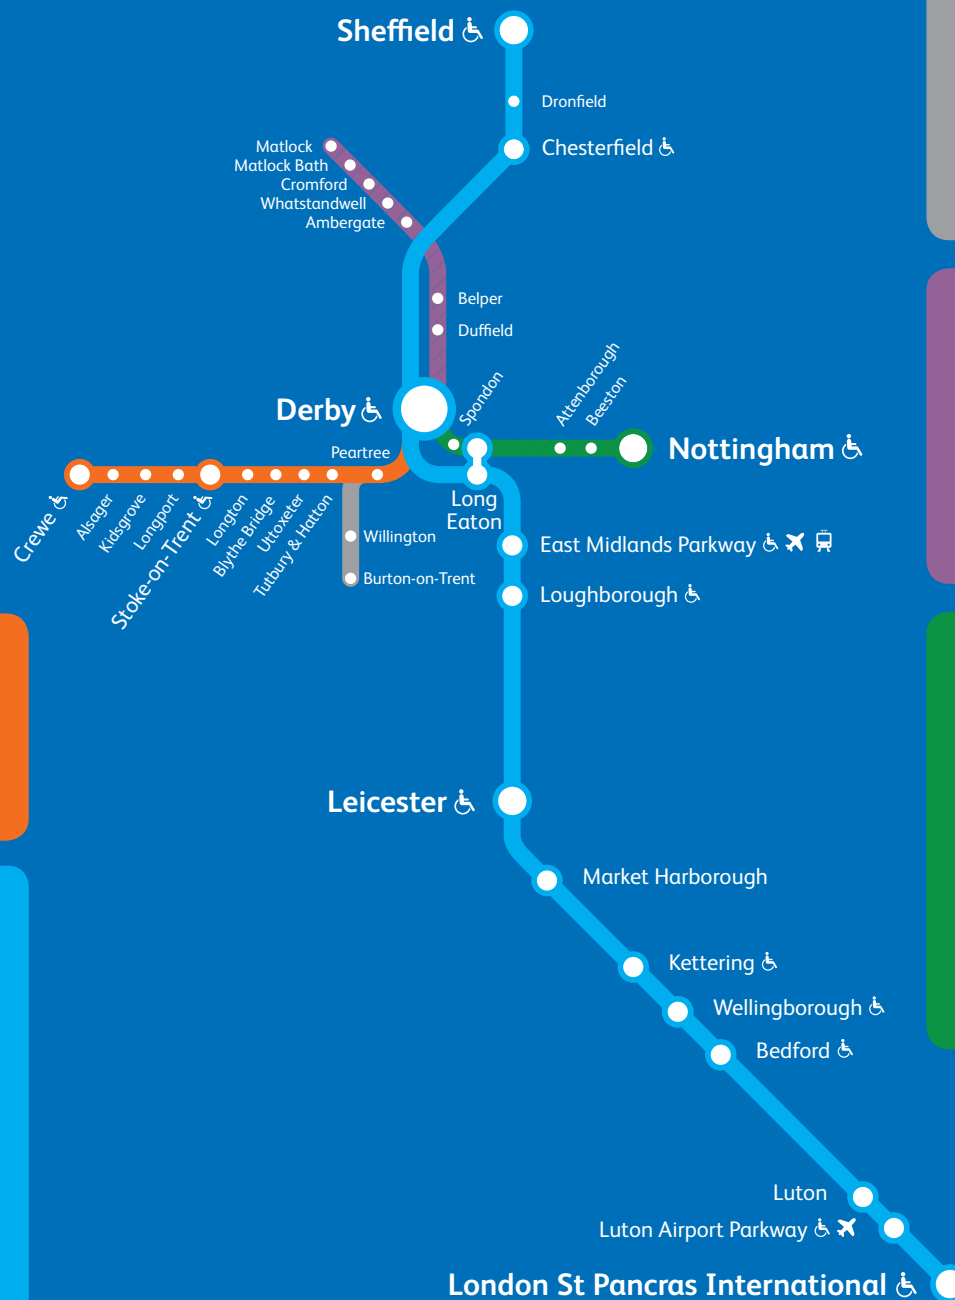 Sheffield
Dronfield
Chesterfield
Matlock
Matlock Bath
Cromford
Whatstandwell
Ambergate
Belper
Duffield
Derby
Spondon
Attenborough
Beeston
Nottingham
Peartree
Crewe
Alsager
Kidsgrove
Longport
Stoke-on-Trent
Longton
Blythe Bridge
Uttoxeter
Tutbury & Hatton
Willington
Burton-on-Trent
Long
Eaton
East Midlands Parkway
Loughborough
Leicester
Market Harborough
Kettering
Wellingborough
Bedford
Luton
Luton Airport Parkway
London St Pancras International